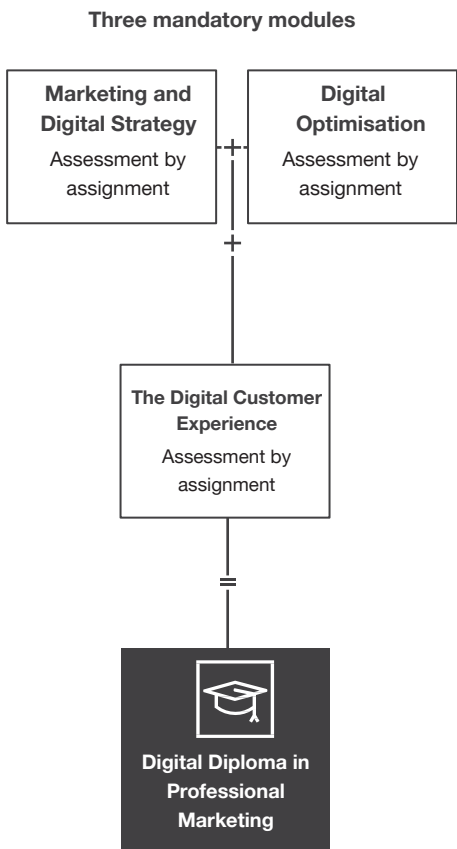 Three mandatory modules
Marketing and
Digital Strategy
Assessment by
assignment
+
Digital
Optimisation
Assessment by
assignment
+
The Digital Customer
Experience
Assessment by
assignment
=
Digital Diploma in
Professional
Marketing